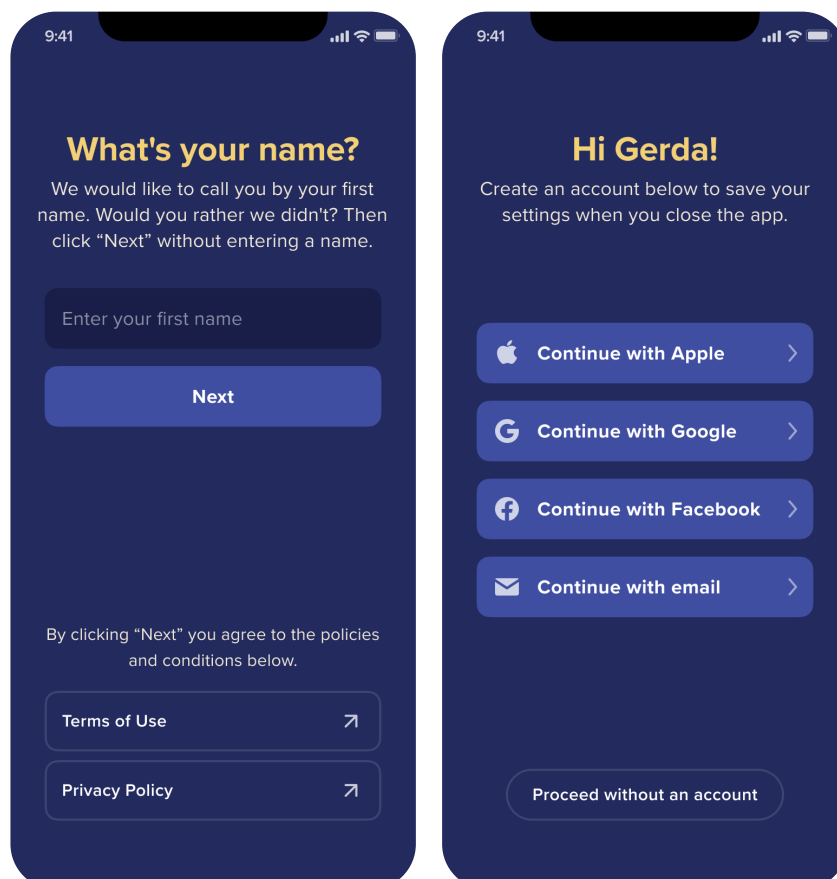 9:41
What's your name?
We would like to call you by your first
name. Would you rather we didn't? Then
click “Next” without entering a name.
Enter your first name
Next
By clicking “Next” you agree to the policies
and conditions below.
Terms of Use
Privacy Policy
9:41
Hi Gerda!
Create an account below to save your
settings when you close the app.
Continue with Apple
Continue with Google
Continue with Facebook
Continue with email
Proceed without an account